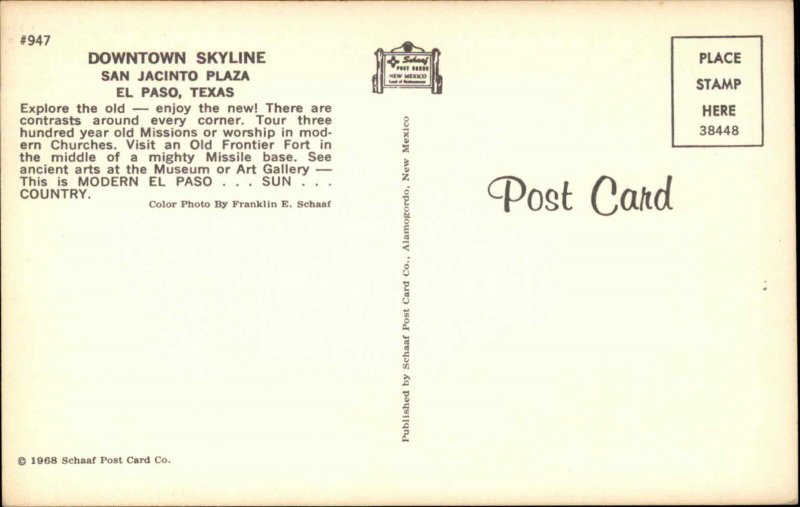 #947
DOWNTOWN SKYLINE
SAN JACINTO PLAZA
EL PASO, TEXAS
Explore the old — enjoy the new! There are
contrasts around every corner. Tour three
hundred year old Missions or worship in mod-
ern Churches. Visit an Old Frontier Fort in
the middle of a mighty Missile base. See
ancient arts at the Museum or Art Gallery —
This is MODERN EL PASO . . . SUN . . .
COUNTRY.
Color Photo By Franklin E. Schaaf
© 1968 Schaaf Post Card Co.
Schaaf
POST CARDS
NEW MEXICO
Land of Enchantment
Published by Schaaf Post Card Co., Alamogordo, New Mexico
PLACE
STAMP
HERE
38448
Post Card